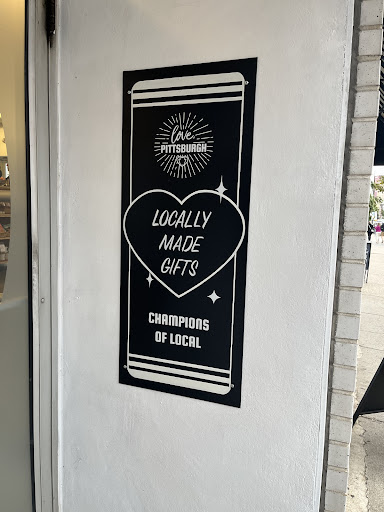 Love,
PITTSBURGH
LOCALLY
MADE
GIFTS
CHAMPIONS
OF LOCAL